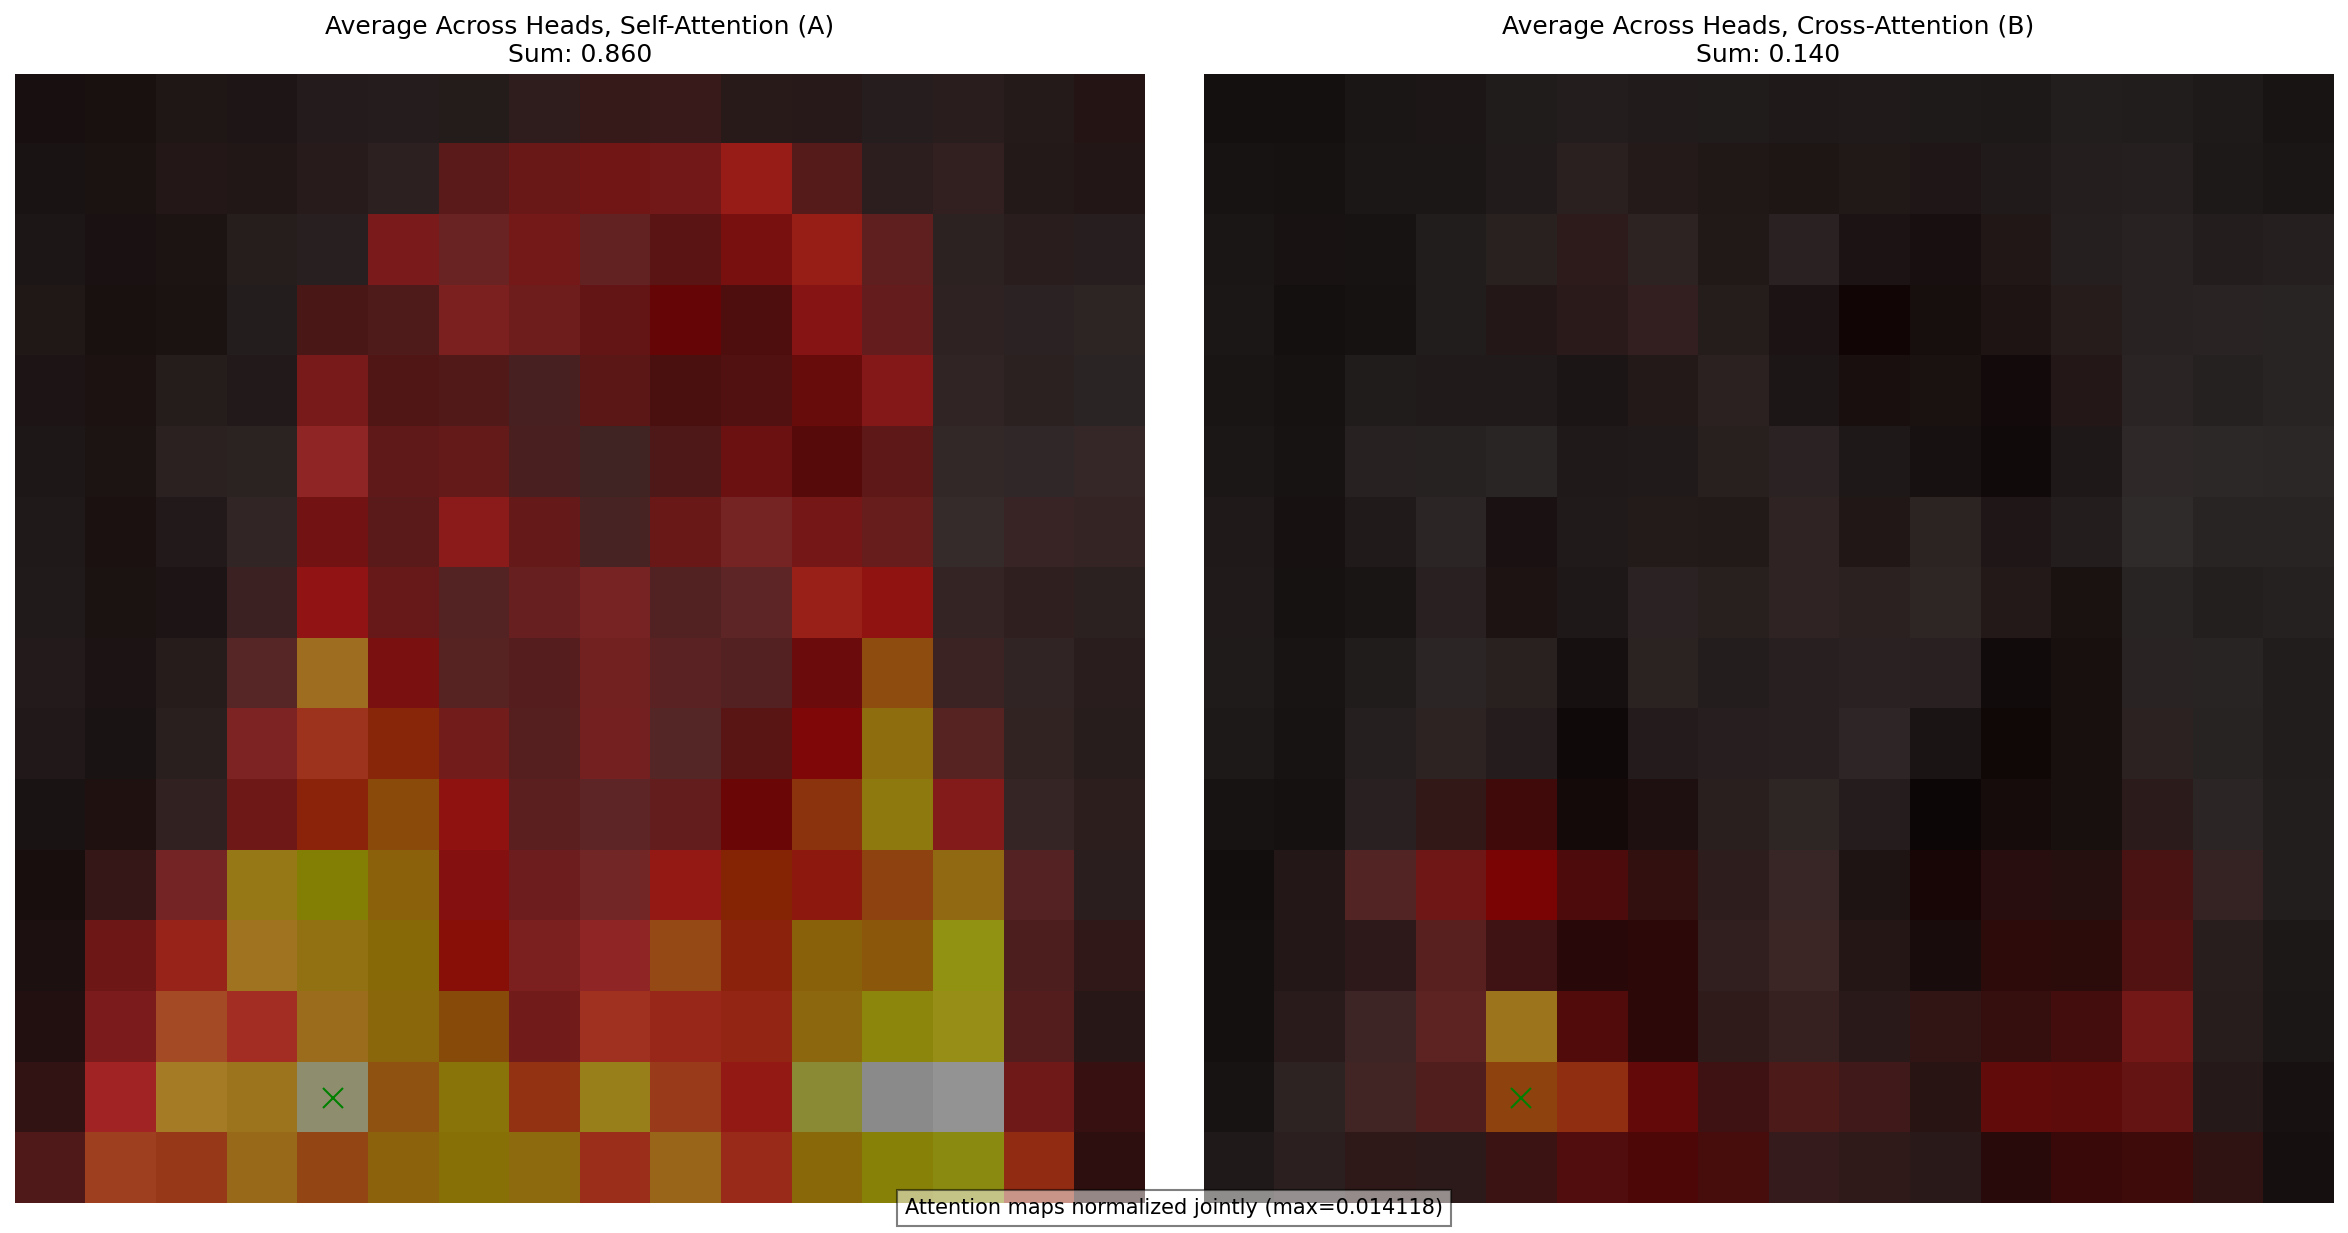 Average Across Heads, Self-Attention (A)
Sum: 0.860
Average Across Heads, Cross-Attention (B)
Sum: 0.140
Attention maps normalized jointly (max=0.014118)